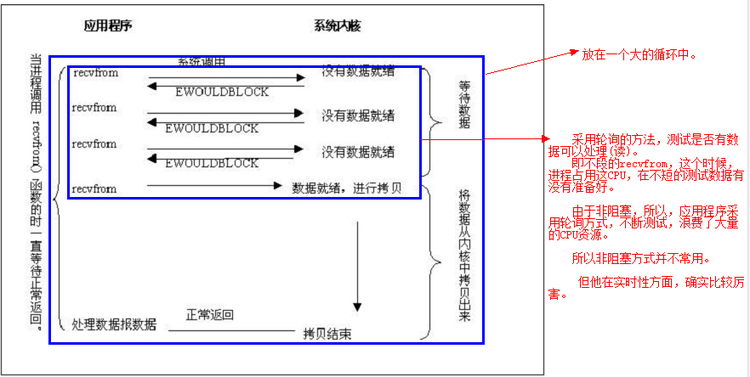 应用程序
系统内核
当进程调用 recvfrom() 函数的时一直等待正常返回。
系统调用
recvfrom
没有数据就绪
EWOULDBLOCK
recvfrom
没有数据就绪
EWOULDBLOCK
recvfrom
没有数据就绪
EWOULDBLOCK
recvfrom
数据就绪，进行拷贝
等待数据
将数据从内核中拷贝出来
处理数据报数据
正常返回
拷贝结束
放在一个大的循环中。
采用轮询的方法，测试是否有数
据可以处理(读)。
即不段的recvfrom，这个时候，
进程占用这CPU，在不短的测试数据有
没有准备好。
由于非阻塞，所以，应用程序采
用轮词方式，不断测试，浪费了大量
的CPU资源。
所以非阻塞方式并不常用。
但他在实时性方面，确实比较厉
害。